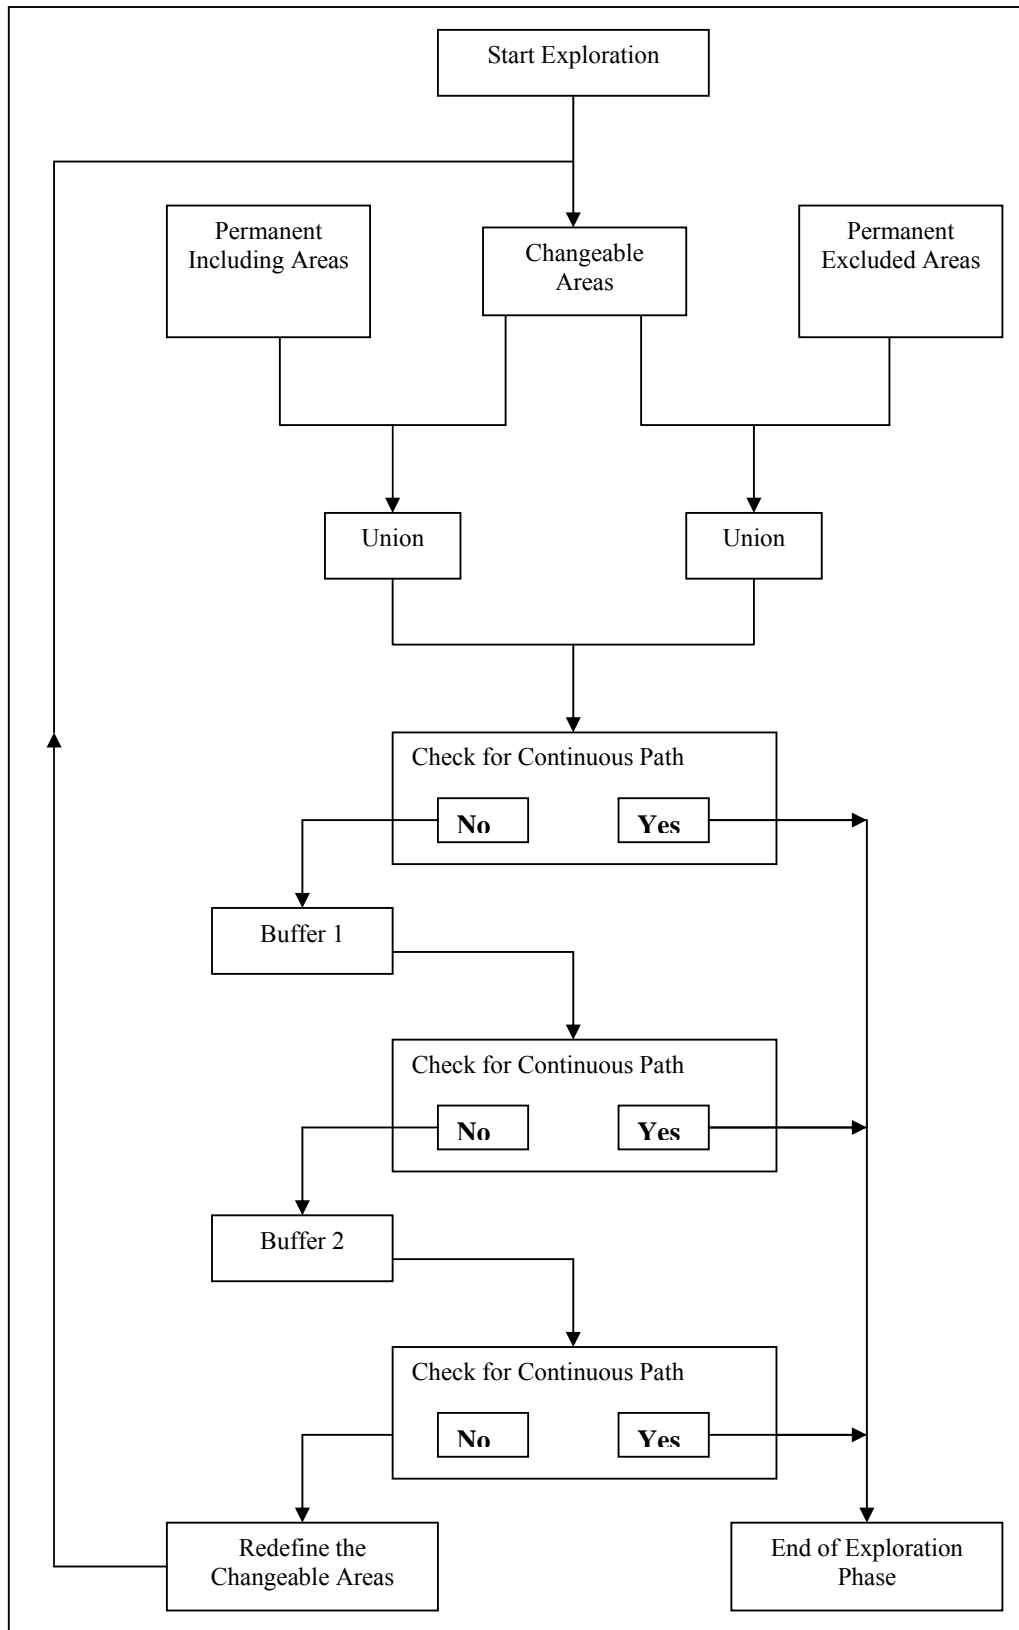 Start Exploration
Permanent
Including Areas
Changeable
Areas
Permanent
Excluded Areas
Union
Union
Check for Continuous Path
No
Yes
Buffer 1
Check for Continuous Path
No
Yes
Buffer 2
Check for Continuous Path
No
Yes
Redefine the
Changeable Areas
End of Exploration
Phase